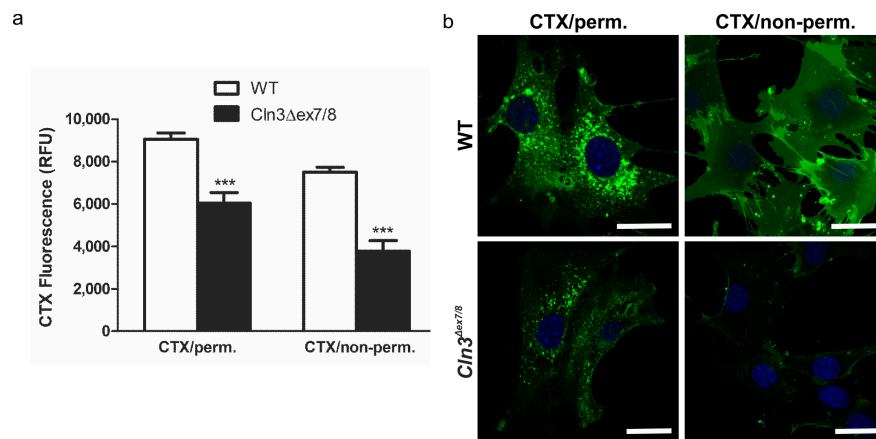 a
WT
Cln3Δex7/8
CTX Fluorescence (RFU)
10,000
8,000
6,000
4,000
2,000
0
***
***
CTX/perm.
CTX/non-perm.
b
CTX/perm.
CTX/non-perm.
WT
Cln3Δex7/8